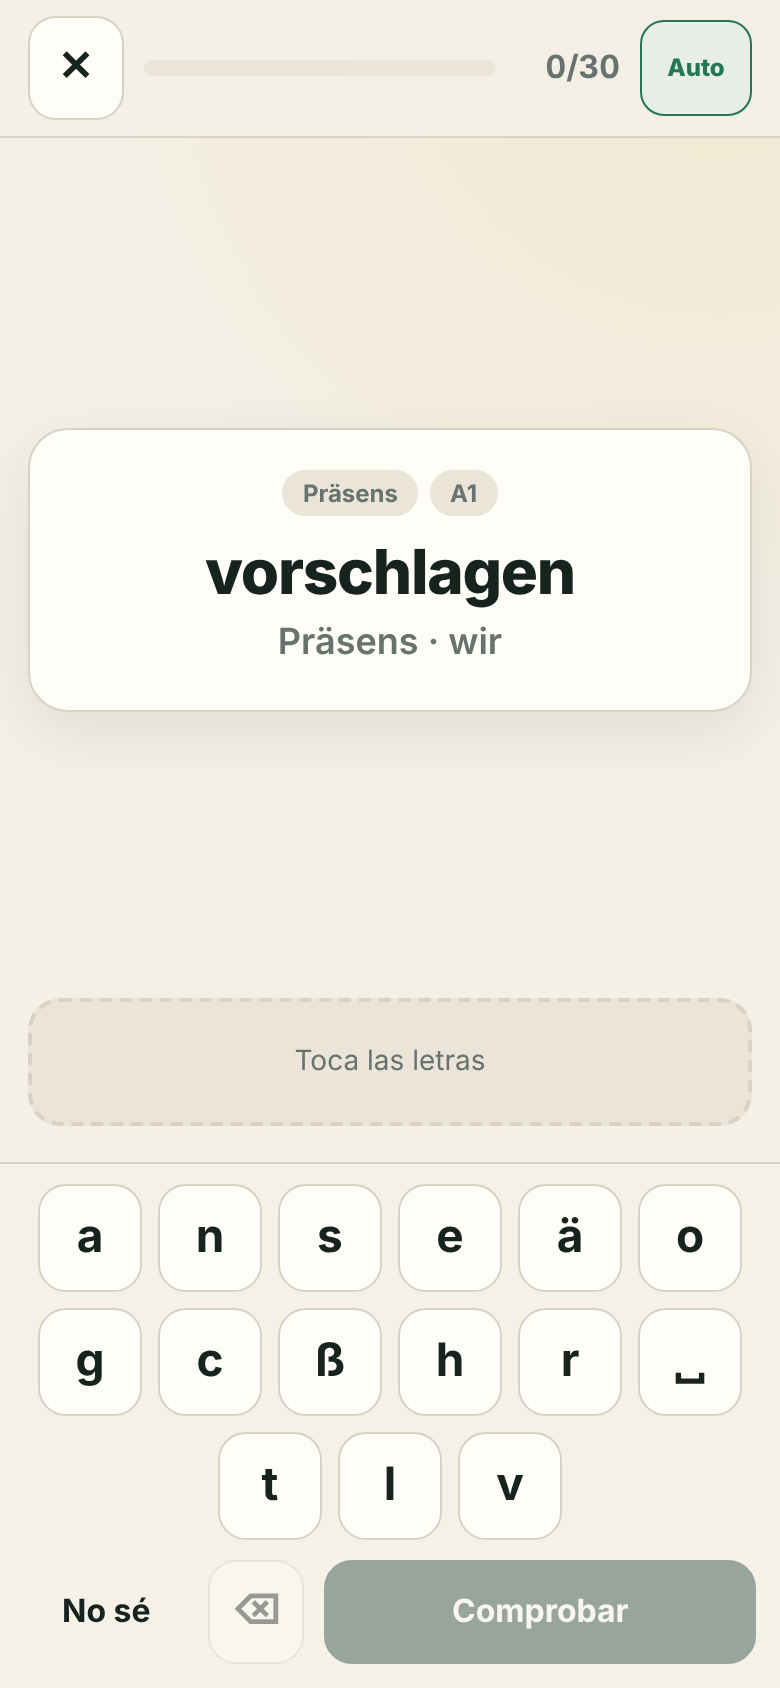 ✕ 0/30 Auto
Präsens A1
vorschlagen
Präsens · wir
Toca las letras
a n s e ä o
g c ß h r ␣
t l v
No sé ⌫ Comprobar